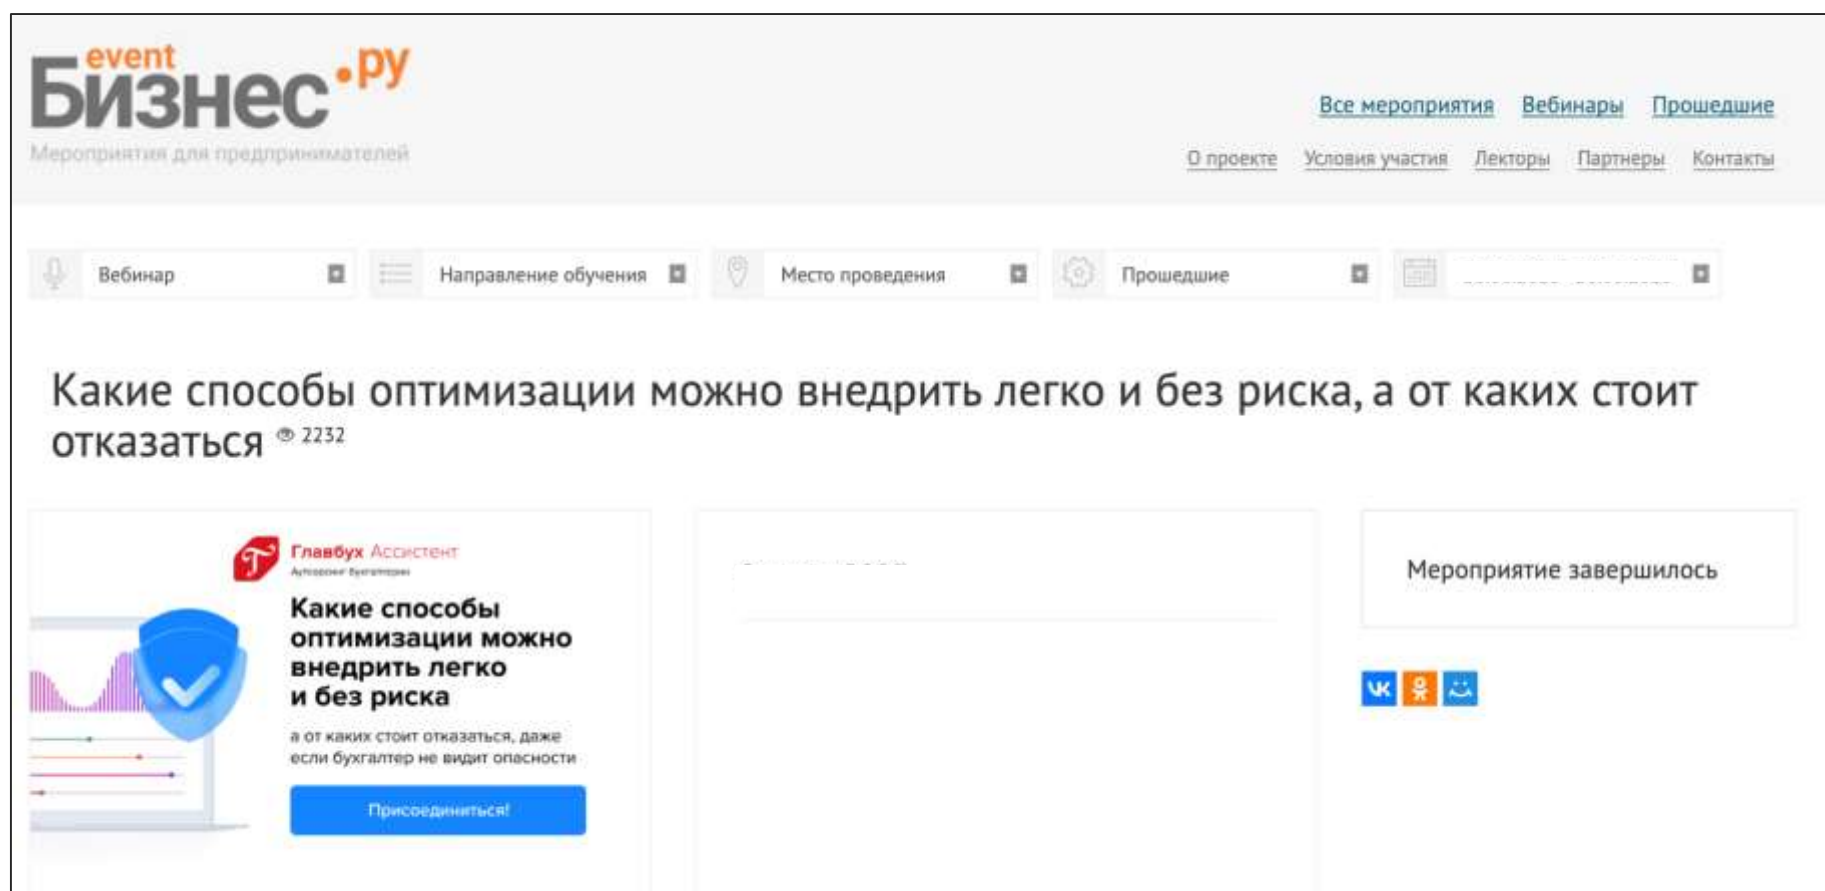 event
Бизнес.ру
Мероприятия для предпринимателей
Все мероприятия Вебинары Прошедшие
О проекте Условия участия Лекторы Партнеры Контакты
Вебинар Направление обучения Место проведения Прошедшие
Какие способы оптимизации можно внедрить легко и без риска, а от каких стоит
отказаться 2232
Главбух Ассистент
Аутсорсинг бухгалтерии
Какие способы
оптимизации можно
внедрить легко
и без риска
а от каких стоит отказаться, даже
если бухгалтер не видит опасности
Присоединиться!
Мероприятие завершилось